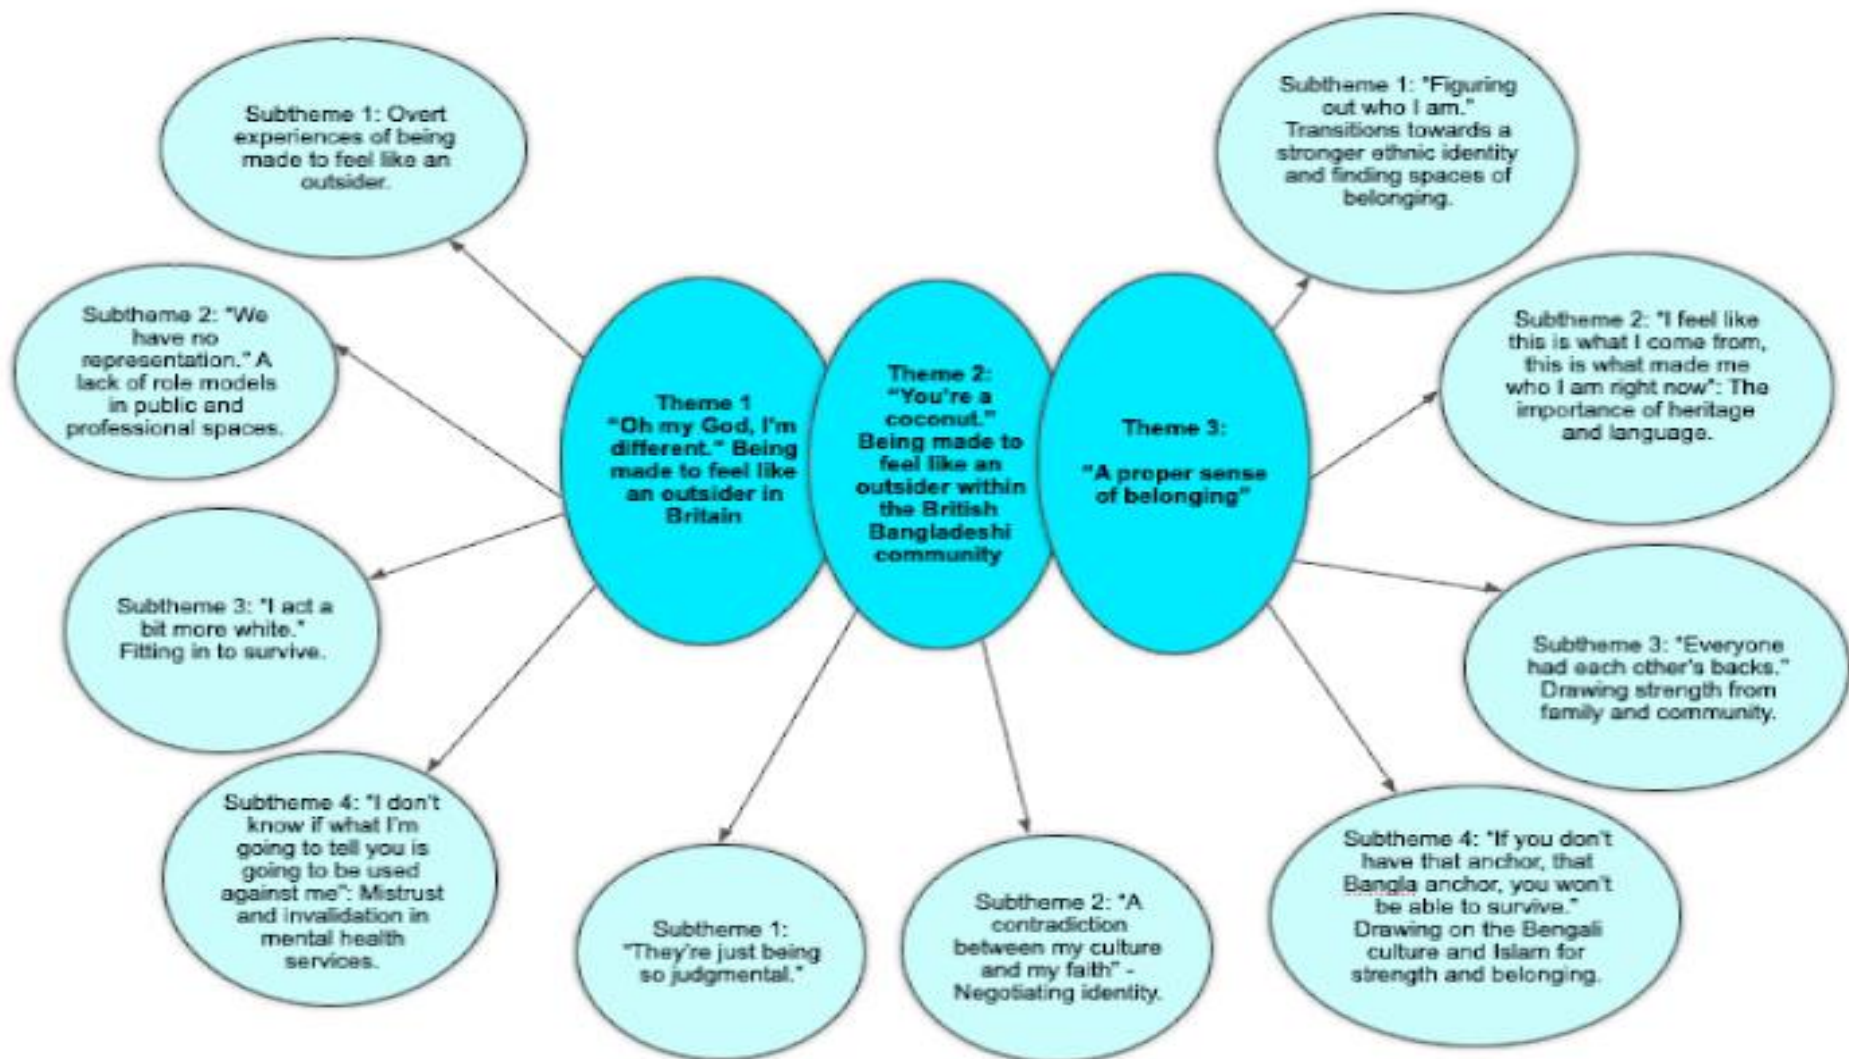 Subtheme 1: Overt
experiences of being
made to feel like an
outsider.
Subtheme 2: "We
have no
representation." A
lack of role models
in public and
professional spaces.
Subtheme 3: "I act a
bit more white."
Fitting in to survive.
Subtheme 4: "I don't
know if what I'm
going to tell you is
going to be used
against me": Mistrust
and invalidation in
mental health
services.
Theme 1
"Oh my God, I'm
different." Being
made to feel like
an outsider in
Britain
Theme 2:
"You're a
coconut."
Being made to
feel like an
outsider within
the British
Bangladeshi
community
Subtheme 1:
"They're just being
so judgmental."
Subtheme 2: "A
contradiction
between my culture
and my faith" -
Negotiating identity.
Theme 3:
"A proper sense
of belonging"
Subtheme 1: "Figuring
out who I am."
Transitions towards a
stronger ethnic identity
and finding spaces of
belonging.
Subtheme 2: "I feel like
this is what I come from,
this is what made me
who I am right now": The
importance of heritage
and language.
Subtheme 3: "Everyone
had each other's backs."
Drawing strength from
family and community.
Subtheme 4: "If you don't
have that anchor, that
Bangla anchor, you won't
be able to survive."
Drawing on the Bengali
culture and Islam for
strength and belonging.